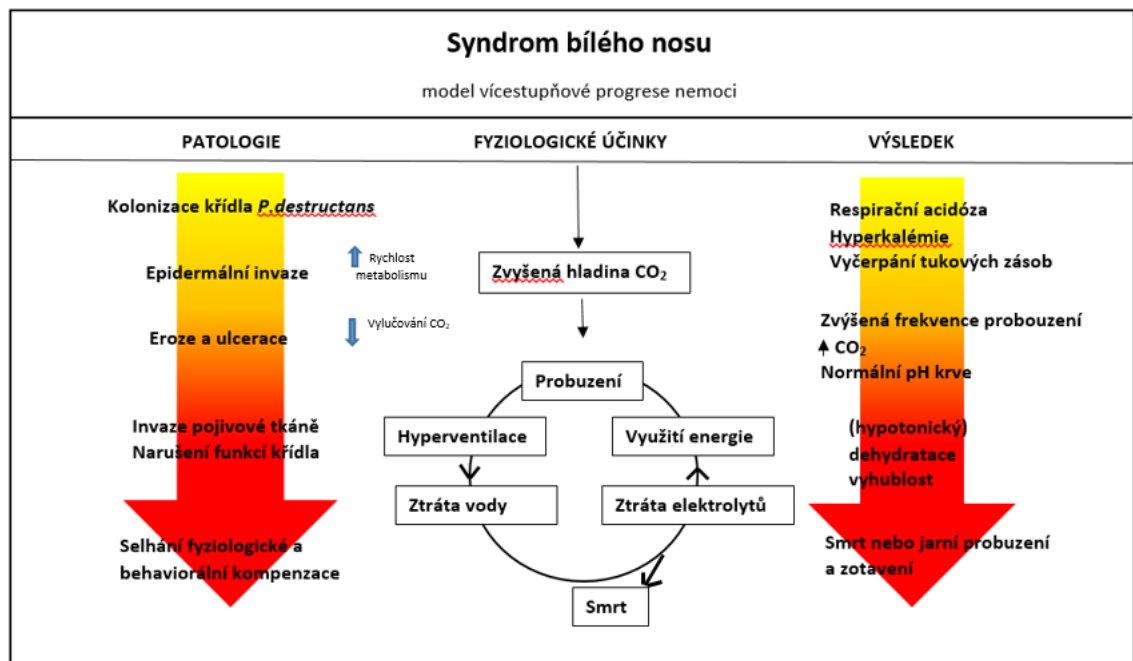 Syndrom bílého nosu
model vícestupňové progrese nemoci
PATOLOGIE
FYZIOLOGICKÉ ÚČINKY
VÝSLEDEK
Kolonizace křídla P.destructans
Epidermální invaze
Rychlost
metabolismu
Eroze a ulcerace
Vylučování CO₂
Invaze pojivové tkáně
Narušení funkcí křídla
Selhání fyziologické a
behaviorální kompenzace
Zvyšená hladina CO₂
Probuzení
Hyperventilace
Využití energie
Ztráta vody
Ztráta elektrolytů
Smrt
Respirační acidóza
Hyperkalémie
Vyčerpání tukových zásob
Zvýšená frekvence probouzení
CO₂
Normální pH krve
(hypotonický)
dehydratace
vyhublost
Smrt nebo jarní probuzení
a zotavení